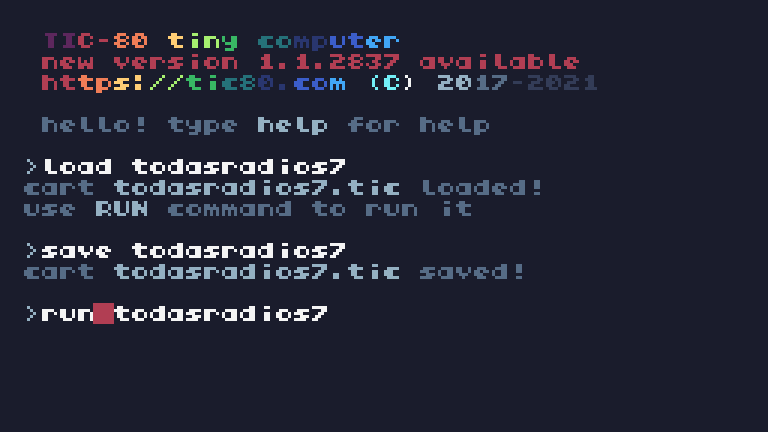 TIC-80 tiny computer
new version 1.1.2837 available
https://tic80.com (C) 2017-2021
hello! type help for help
>load todasradios7
cart todasradios7.tic loaded!
use RUN command to run it
>save todasradios7
cart todasradios7.tic saved!
>run todasradios7